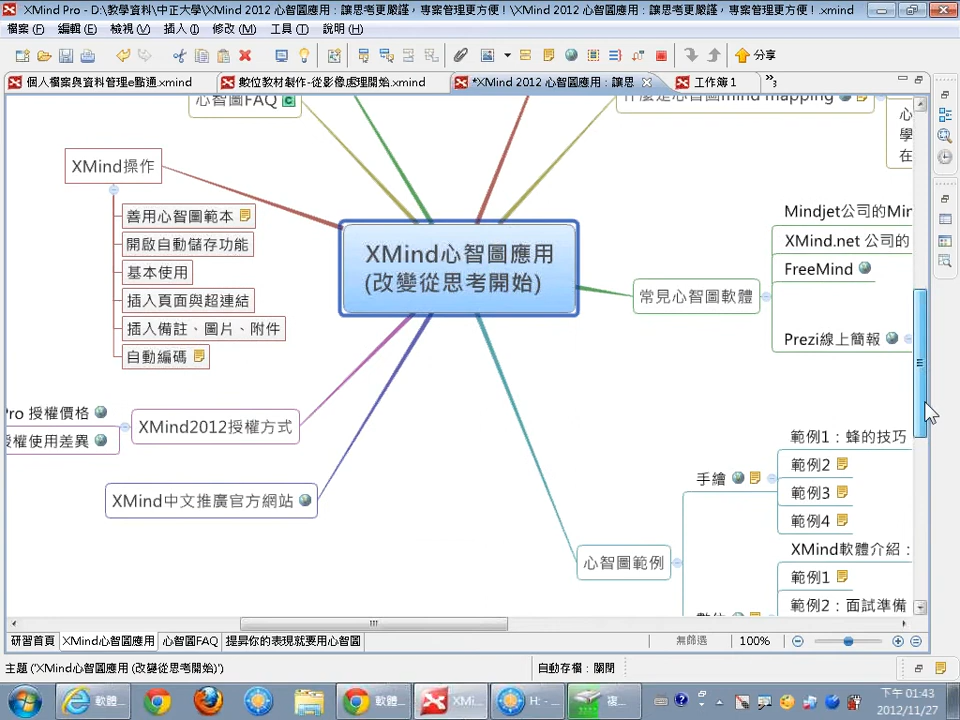 XMind Pro - D:\教學資料\中正大學\XMind 2012 心智圖應用：讓思考更嚴謹，專案管理更方便！\XMind 2012 心智圖應用：讓思考更嚴謹，專案管理更方便！.xmind
檔案(F) 編輯(E) 檢視(V) 插入(I) 修改(M) 工具(T) 說明(H)
分享
個人檔案與資料管理e點通.xmind
數位教材創作-從影像處理開始.xmind
*XMind 2012 心智圖應用：讓思
工作簿 1
»3
心智圖FAQ
什麼是心智圖mind mapping
心
學
在
XMind操作
善用心智圖範本
開啟自動儲存功能
基本使用
插入頁面與超連結
插入備註、圖片、附件
自動編碼
XMind心智圖應用
(改變從思考開始)
Mindjet公司的Min
XMind.net 公司的
FreeMind
常見心智圖軟體
Prezi線上簡報
Pro 授權價格
授權使用差異
XMind2012授權方式
XMind中文推廣官方網站
範例1：蜂的技巧
手繪
範例2
範例3
範例4
XMind軟體介紹：
心智圖範例
範例1
範例2：面試準備
數位
研習首頁 XMind心智圖應用 心智圖FAQ 提昇你的表現就要用心智圖
無篩選 100%
主題 ('XMind心智圖應用 (改變從思考開始)')
自動存檔：關閉
軟體...
軟體...
XMi...
H: - ...
複...
下午 01:43
2012/11/27